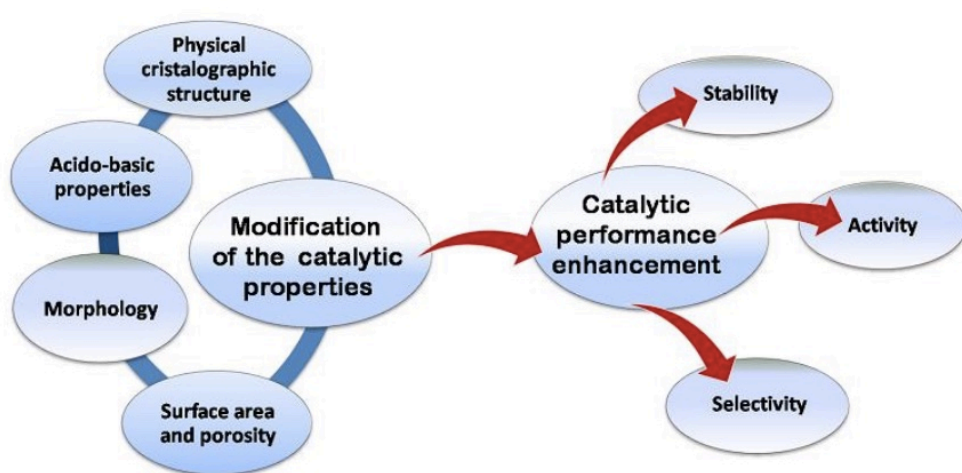 Physical
cristalographic
structure
Acido-basic
properties
Morphology
Surface area
and porosity
Modification
of the catalytic
properties
Catalytic
performance
enhancement
Stability
Activity
Selectivity